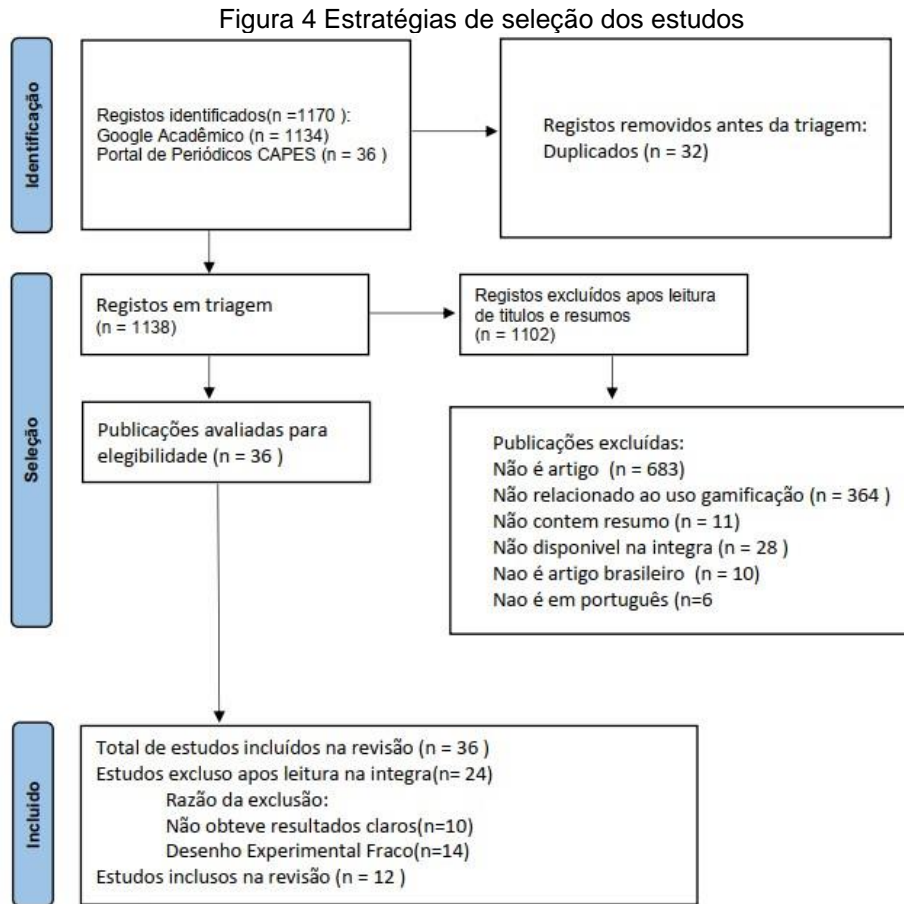 Figura 4 Estratégias de seleção dos estudos
Identificação
Registos identificados(n =1170 ):
Google Acadêmico (n = 1134)
Portal de Periódicos CAPES (n = 36 )
Registos removidos antes da triagem:
Duplicados (n = 32)
Seleção
Registos em triagem
(n = 1138)
Registos excluídos apos leitura
de titulos e resumos
(n = 1102)
Publicações avaliadas para
elegibilidade (n = 36 )
Publicações excluídas:
Não é artigo (n = 683)
Não relacionado ao uso gamificação (n = 364 )
Não contem resumo (n = 11)
Não disponivel na integra (n = 28 )
Nao é artigo brasileiro (n = 10)
Nao é em português (n=6
Incluido
Total de estudos incluídos na revisão (n = 36 )
Estudos excluso apos leitura na integra(n= 24)
Razão da exclusão:
Não obteve resultados claros(n=10)
Desenho Experimental Fraco(n=14)
Estudos inclusos na revisão (n = 12 )